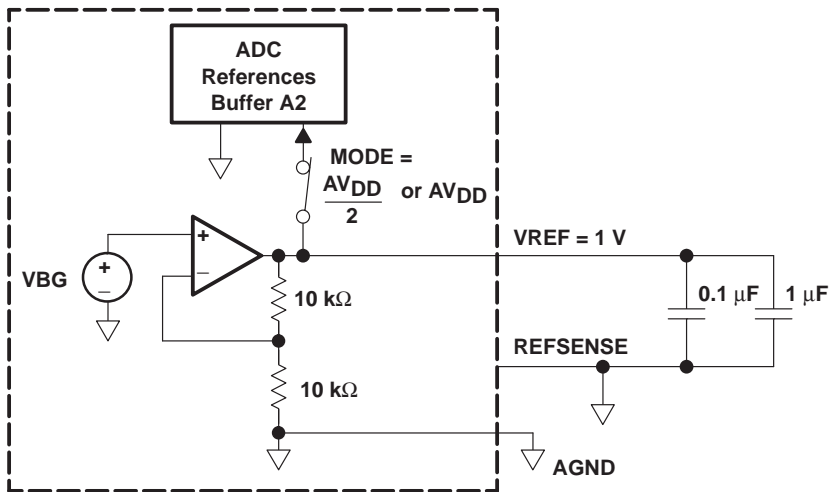 ADC
References
Buffer A2
MODE =
AVDD
2
or AVDD
VREF = 1 V
VBG
+
–
+
–
10 kΩ
0.1 μF
1 μF
REFSENSE
10 kΩ
AGND